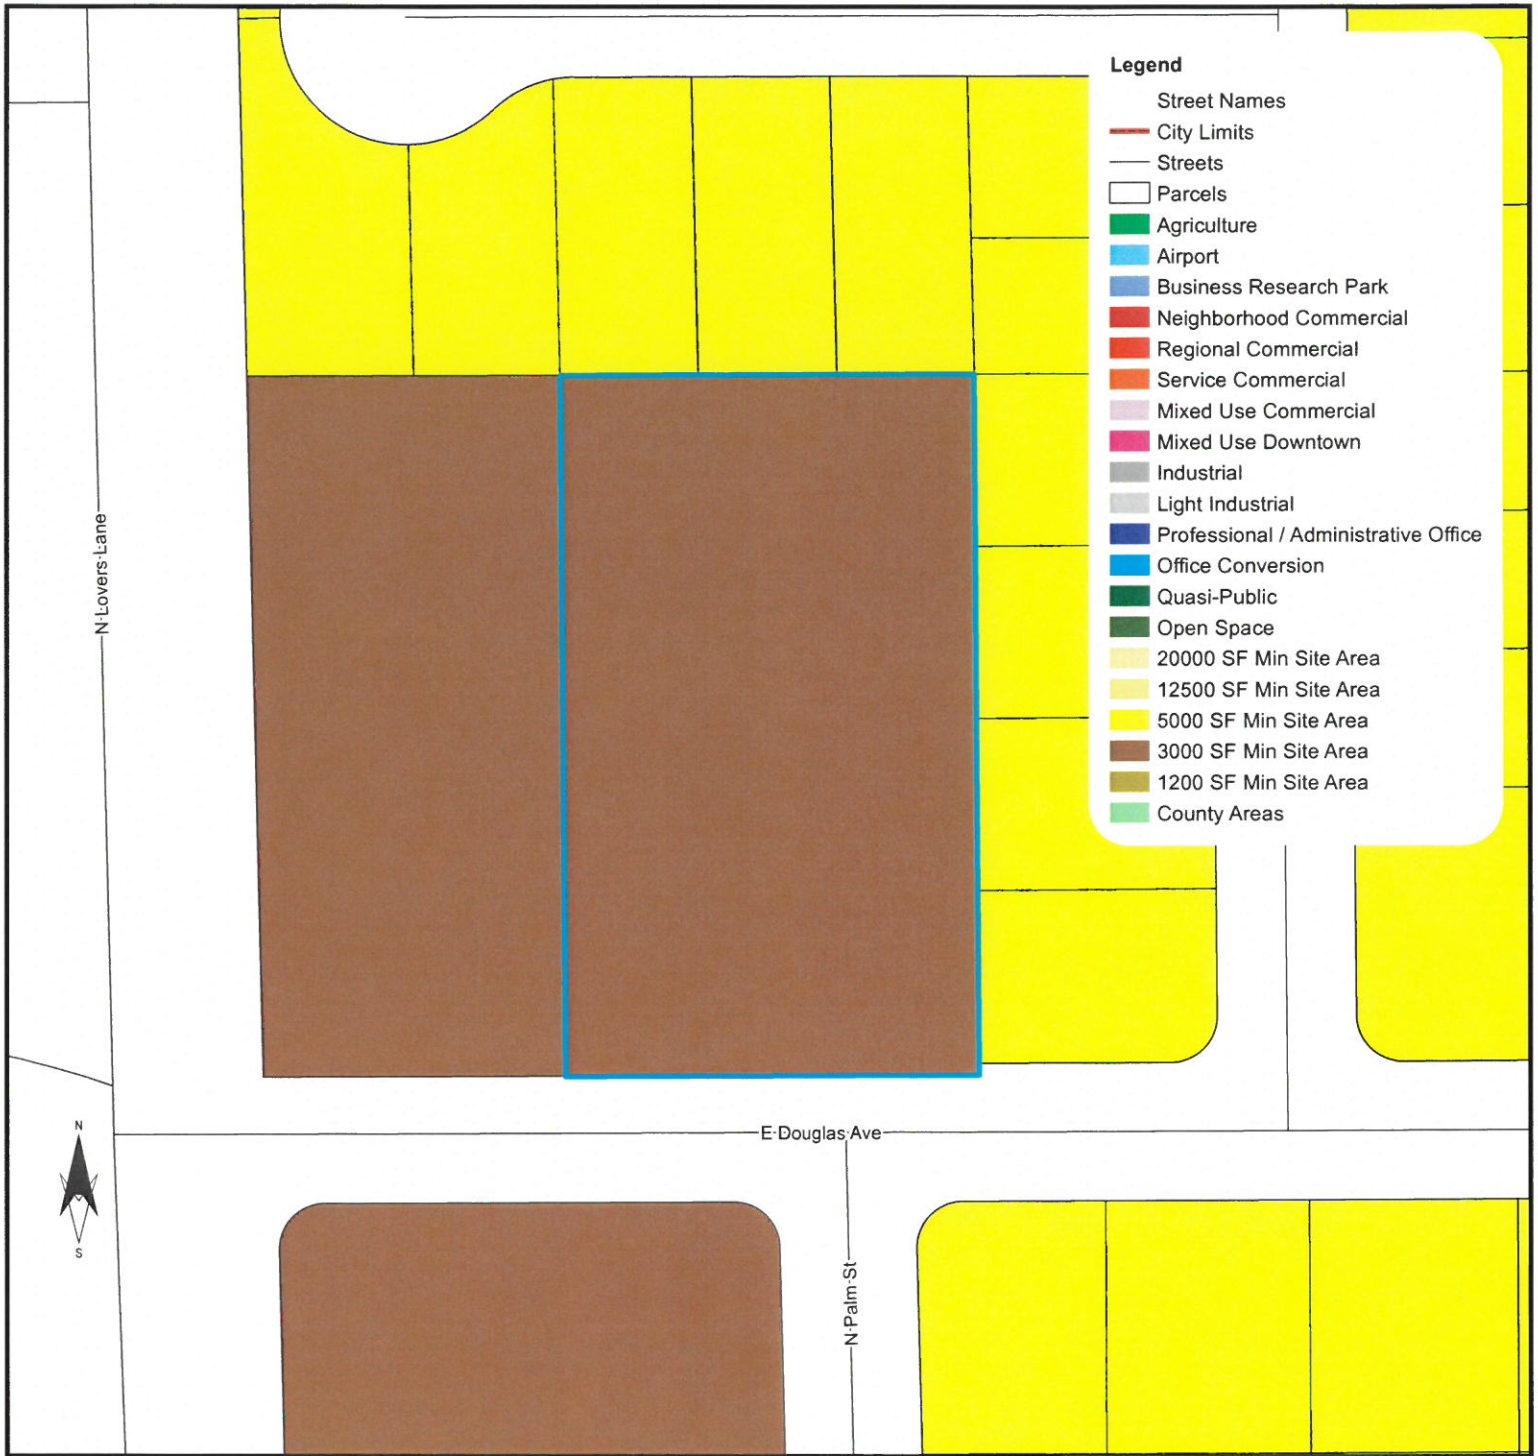 Legend
Street Names
City Limits
Streets
Parcels
Agriculture
Airport
Business Research Park
Neighborhood Commercial
Regional Commercial
Service Commercial
Mixed Use Commercial
Mixed Use Downtown
Industrial
Light Industrial
Professional / Administrative Office
Office Conversion
Quasi-Public
Open Space
20000 SF Min Site Area
12500 SF Min Site Area
5000 SF Min Site Area
3000 SF Min Site Area
1200 SF Min Site Area
County Areas
N Lovers Lane
E Douglas Ave
N Palm St
N
S